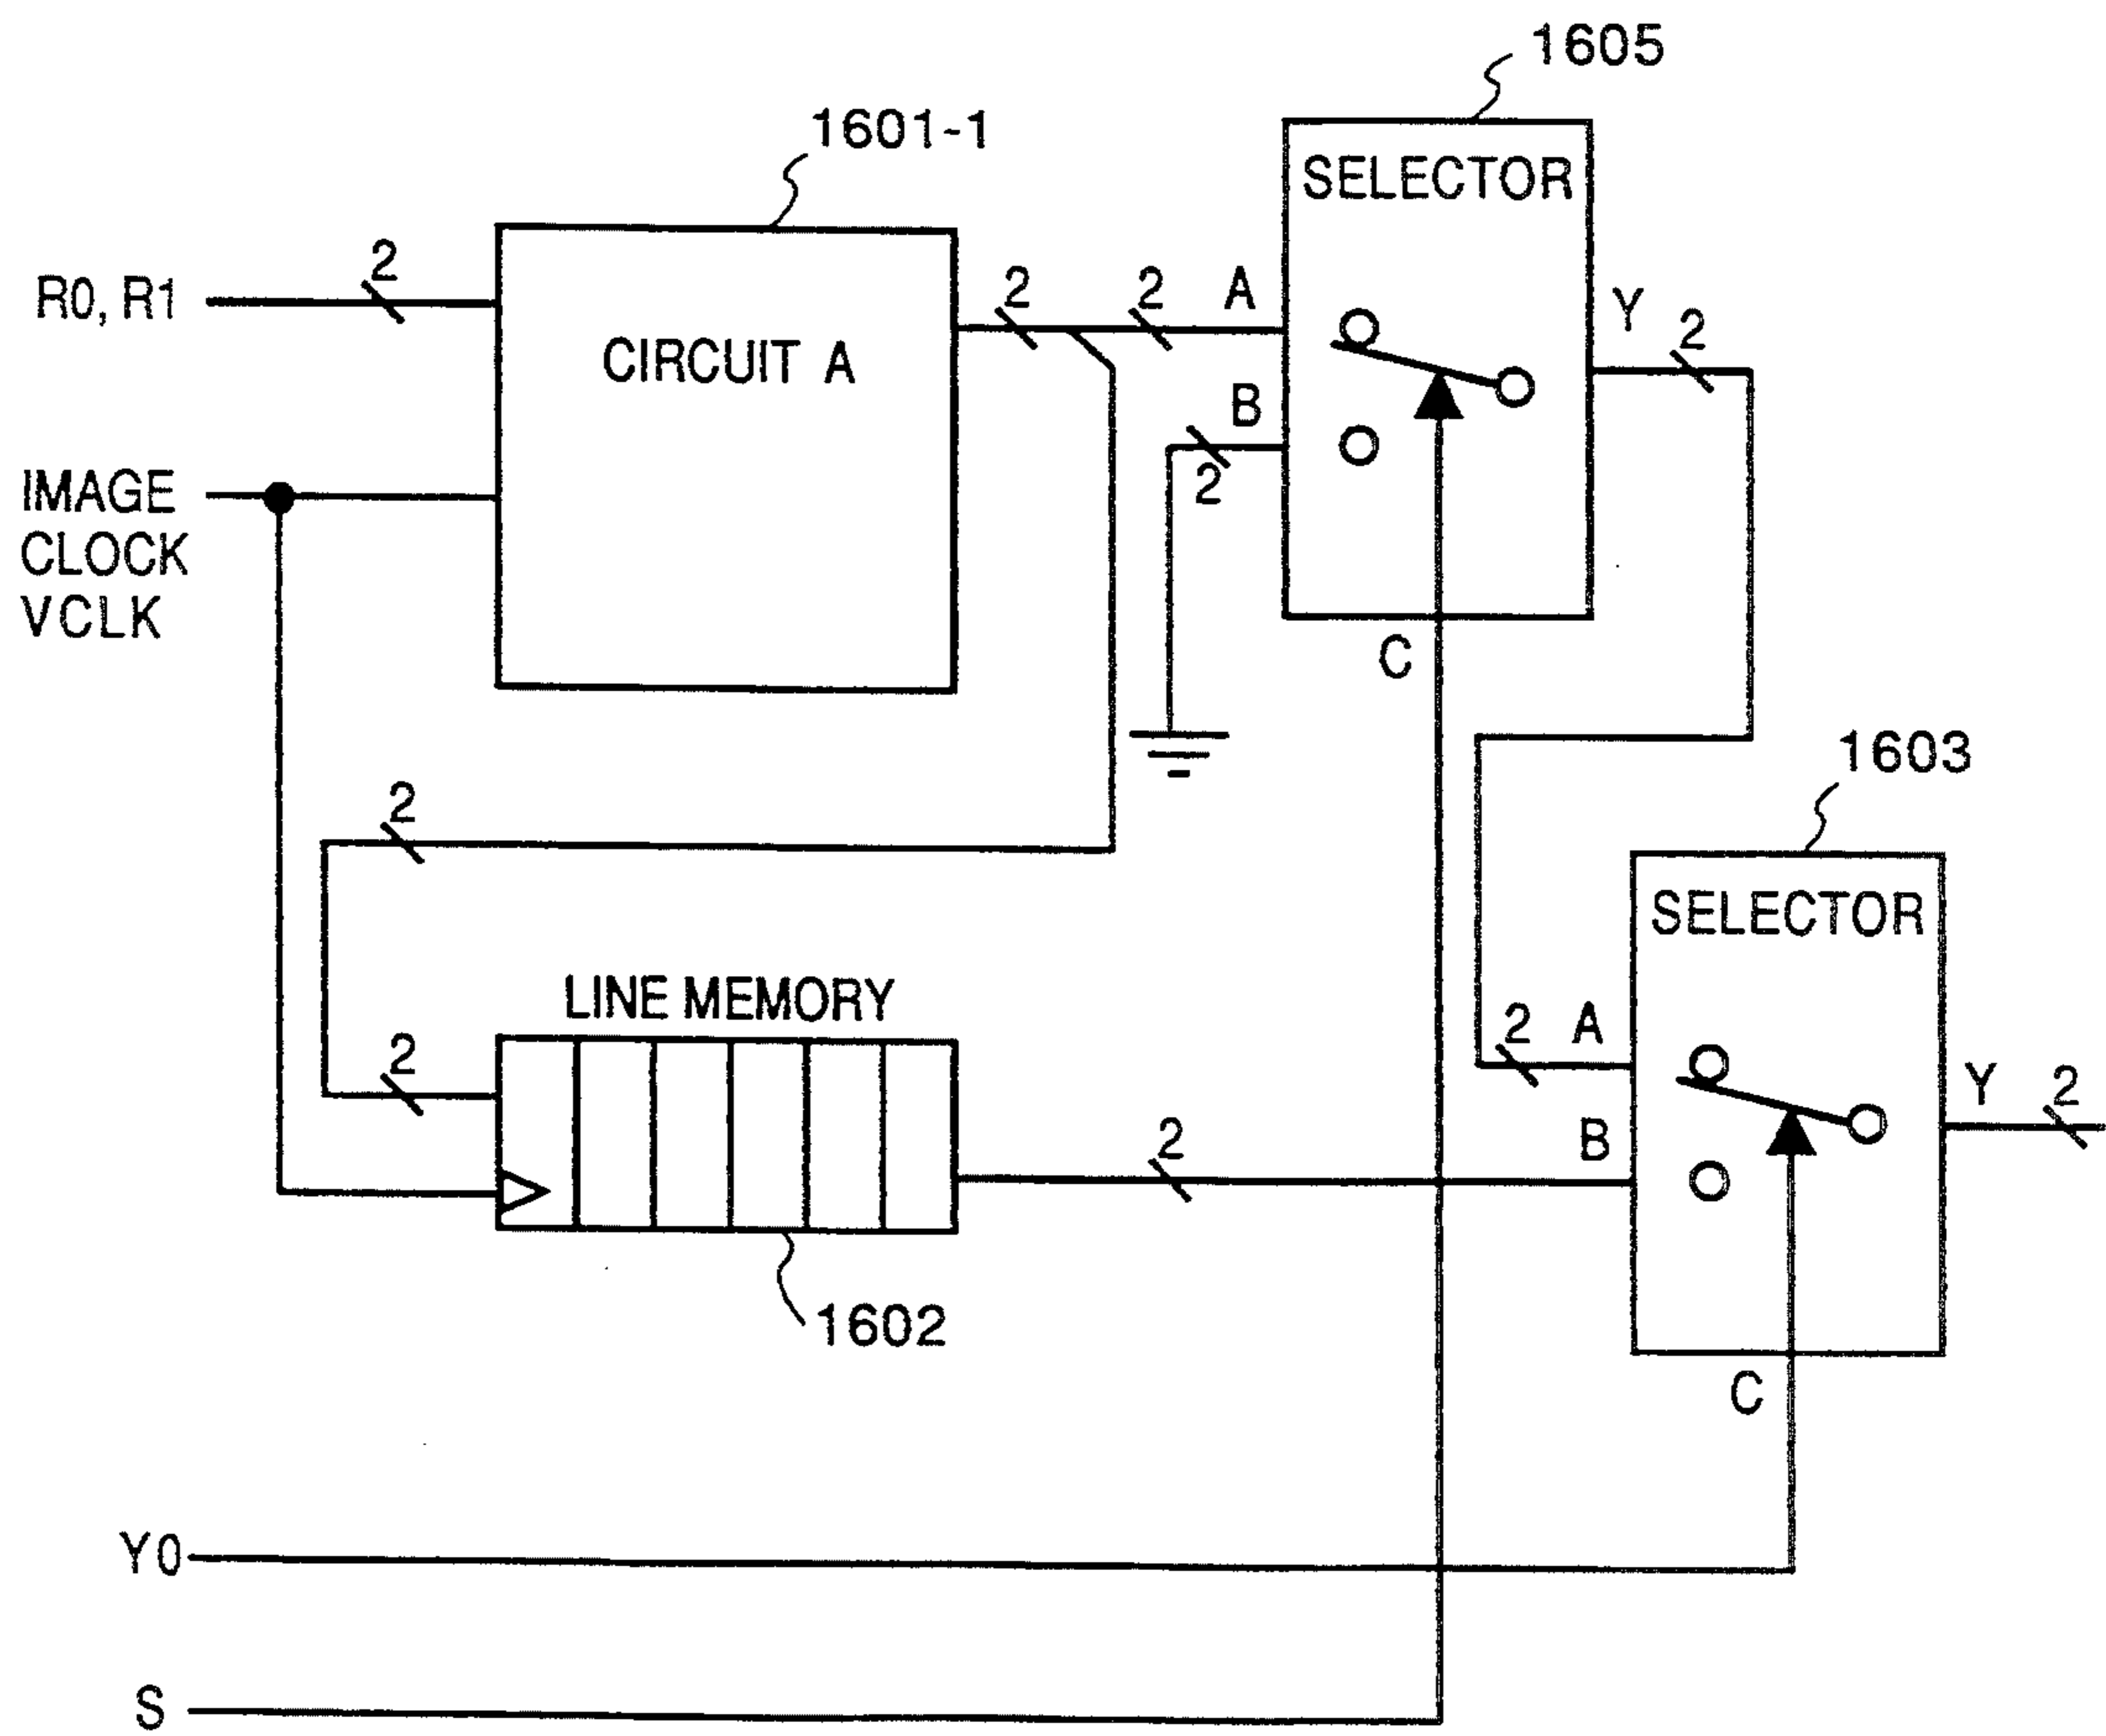 1605
1601-1
SELECTOR
R0, R1
2
CIRCUIT A
2
2
A
Y
2
B
2
IMAGE
CLOCK
VCLK
C
1603
2
SELECTOR
LINE MEMORY
2
2
A
Y
2
2
B
1602
C
Y0
S